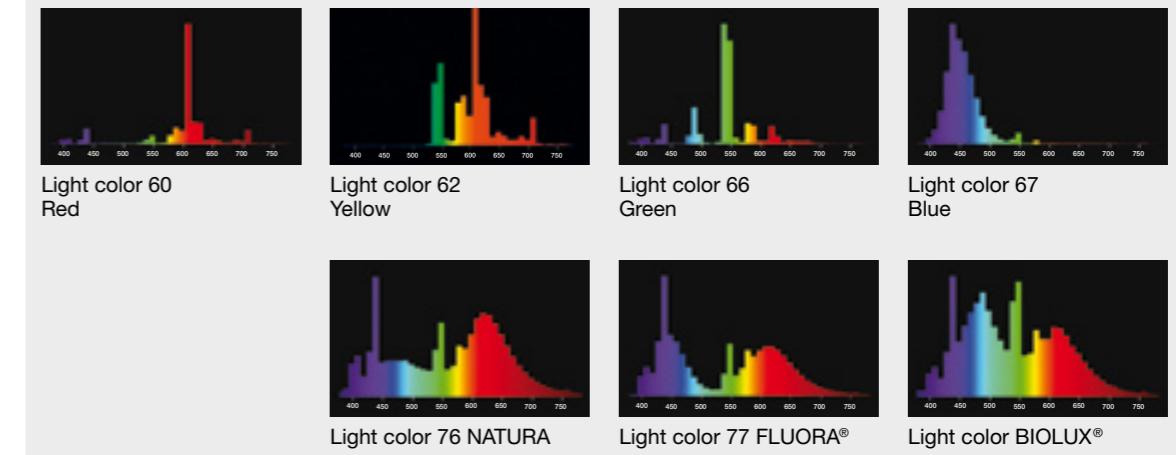 400 450 500 550 600 650 700 750
400 450 500 550 600 650 700 750
400 450 500 550 600 650 700 750
400 450 500 550 600 650 700 750
Light color 60
Red
Light color 62
Yellow
Light color 66
Green
Light color 67
Blue
400 450 500 550 600 650 700 750
400 450 500 550 600 650 700 750
400 450 500 550 600 650 700 750
Light color 76 NATURA
Light color 77 FLUORA®
Light color BIOLUX®